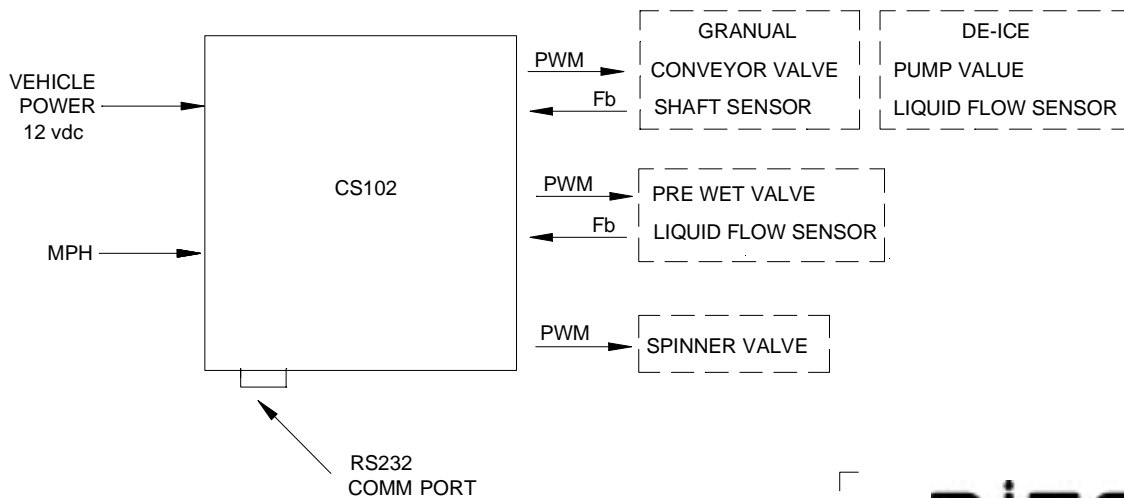 VEHICLE
POWER
12 vdc
MPH
CS102
RS232
COMM PORT
PWM
Fb
GRANUAL
CONVEYOR VALVE
SHAFT SENSOR
DE-ICE
PUMP VALUE
LIQUID FLOW SENSOR
PWM
Fb
PRE WET VALVE
LIQUID FLOW SENSOR
PWM
SPINNER VALVE